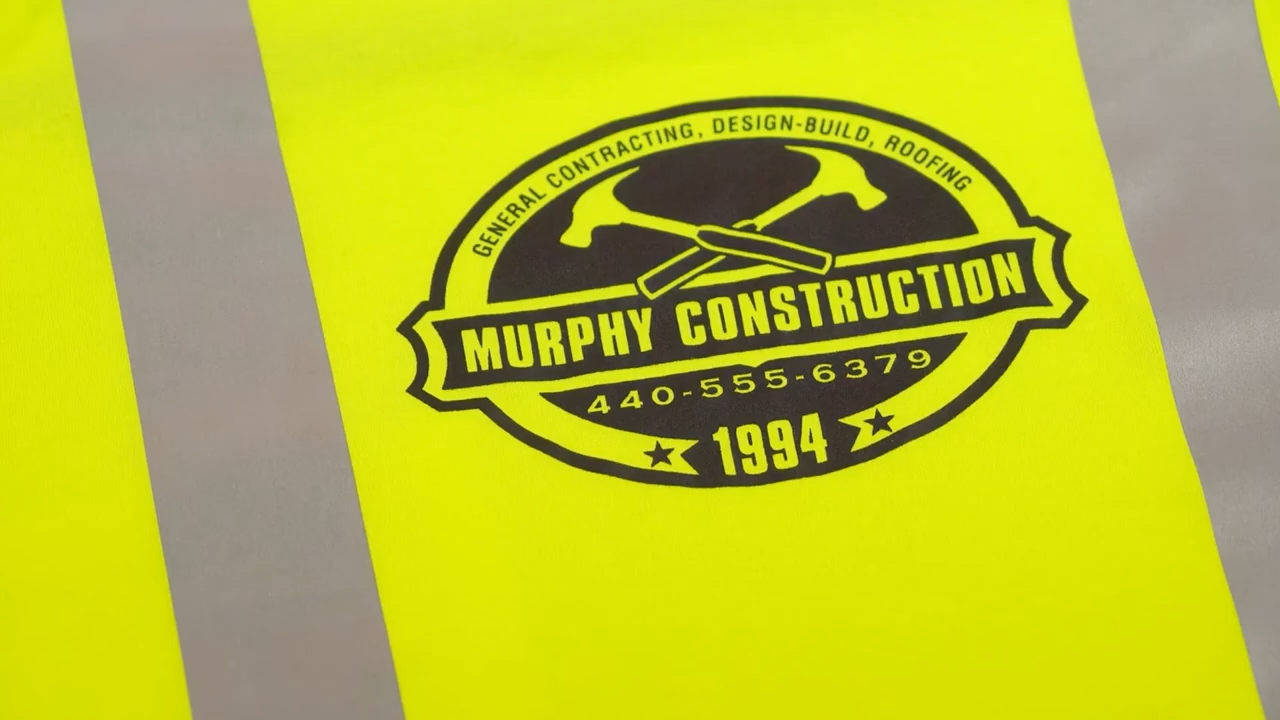 GENERAL CONTRACTING, DESIGN-BUILD, ROOFING
MURPHY CONSTRUCTION
440-555-6379
1994